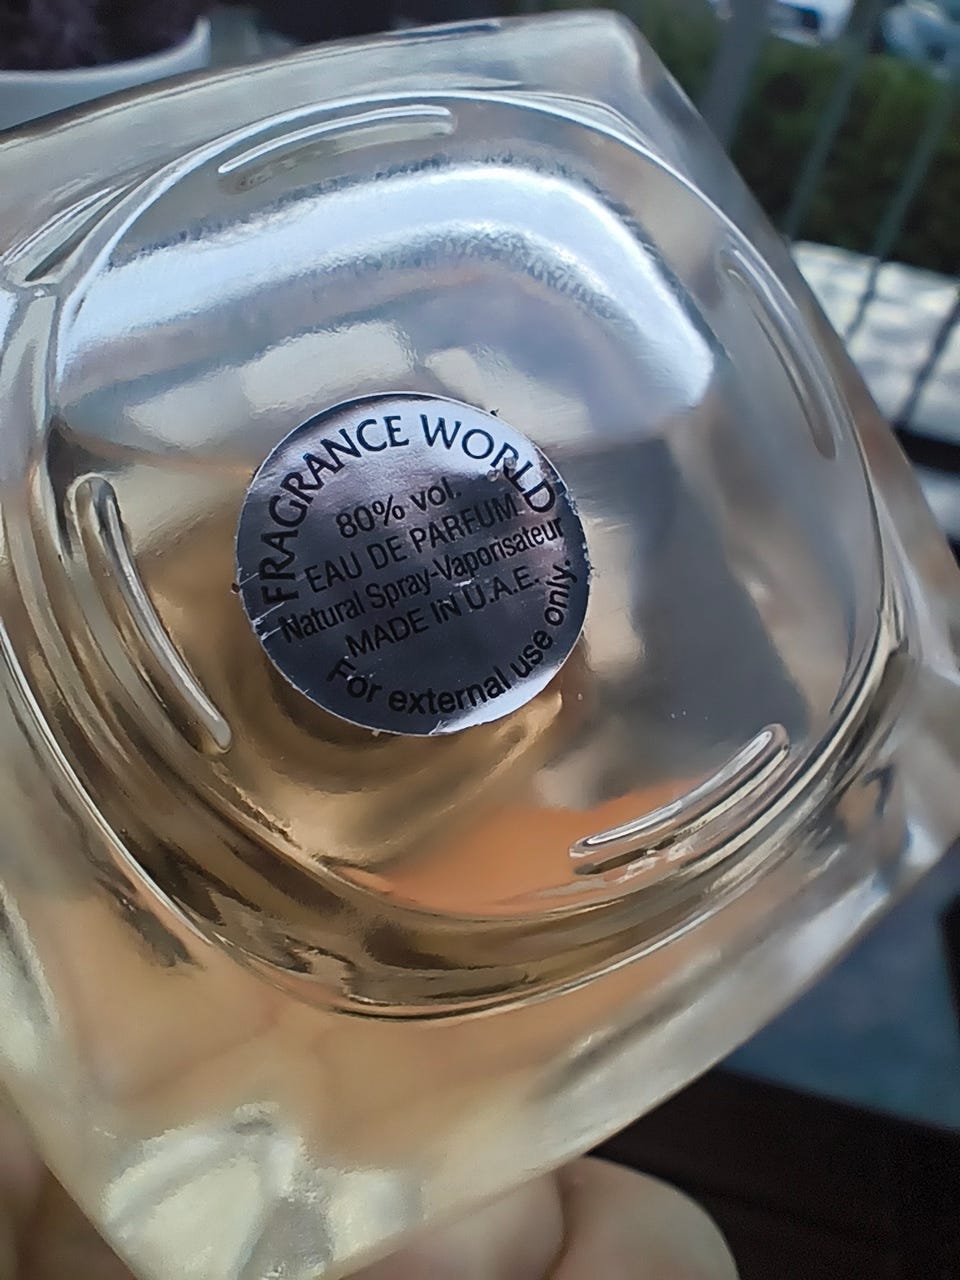 FRAGRANCE WORLD
80% vol.
EAU DE PARFUM
Natural Spray-Vaporisateur
MADE IN U.A.E.
For external use only.